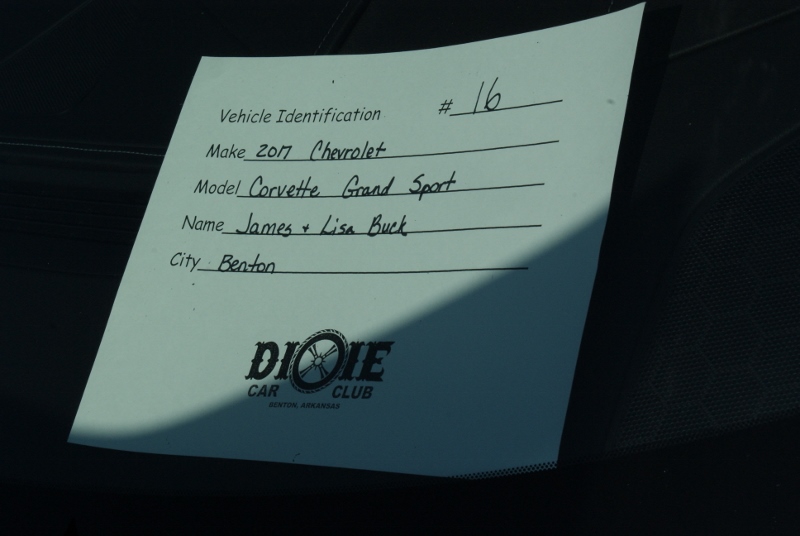 Vehicle Identification # 16
Make 2017 Chevrolet
Model Corvette Grand Sport
Name James + Lisa Buck
City Benton
DIXIE
CAR CLUB
BENTON, ARKANSAS